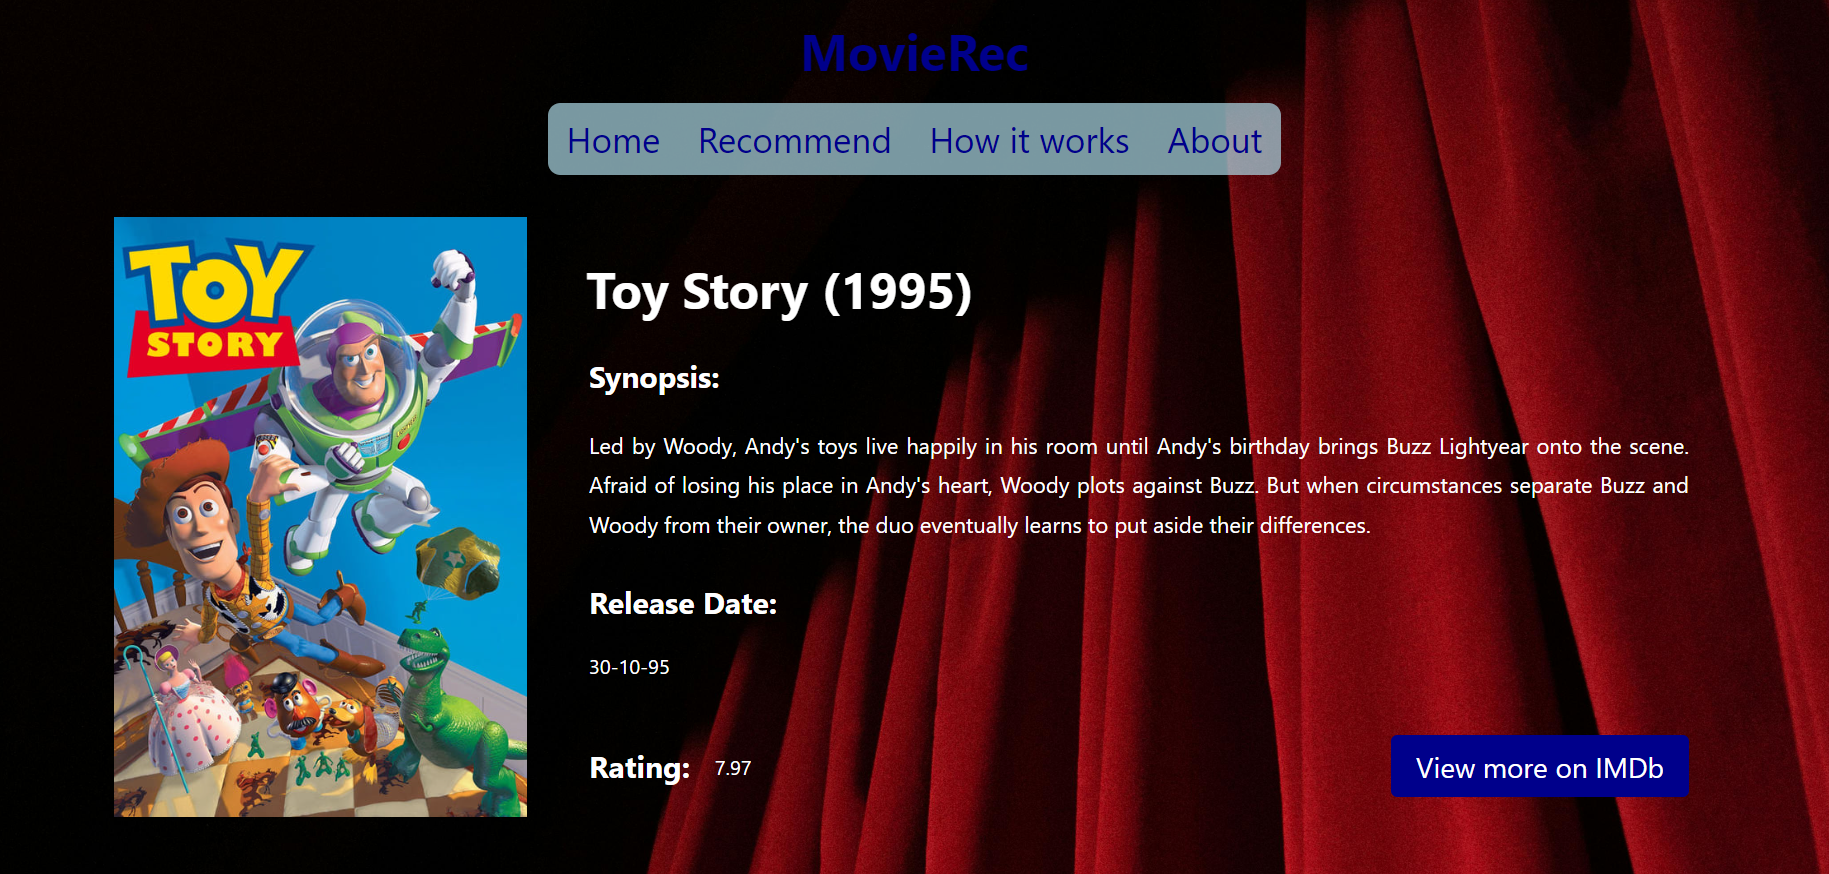 MovieRec
Home Recommend How it works About
TOY
STORY
Toy Story (1995)
Synopsis:
Led by Woody, Andy's toys live happily in his room until Andy's birthday brings Buzz Lightyear onto the scene.
Afraid of losing his place in Andy's heart, Woody plots against Buzz. But when circumstances separate Buzz and
Woody from their owner, the duo eventually learns to put aside their differences.
Release Date:
30-10-95
Rating: 7.97
View more on IMDb